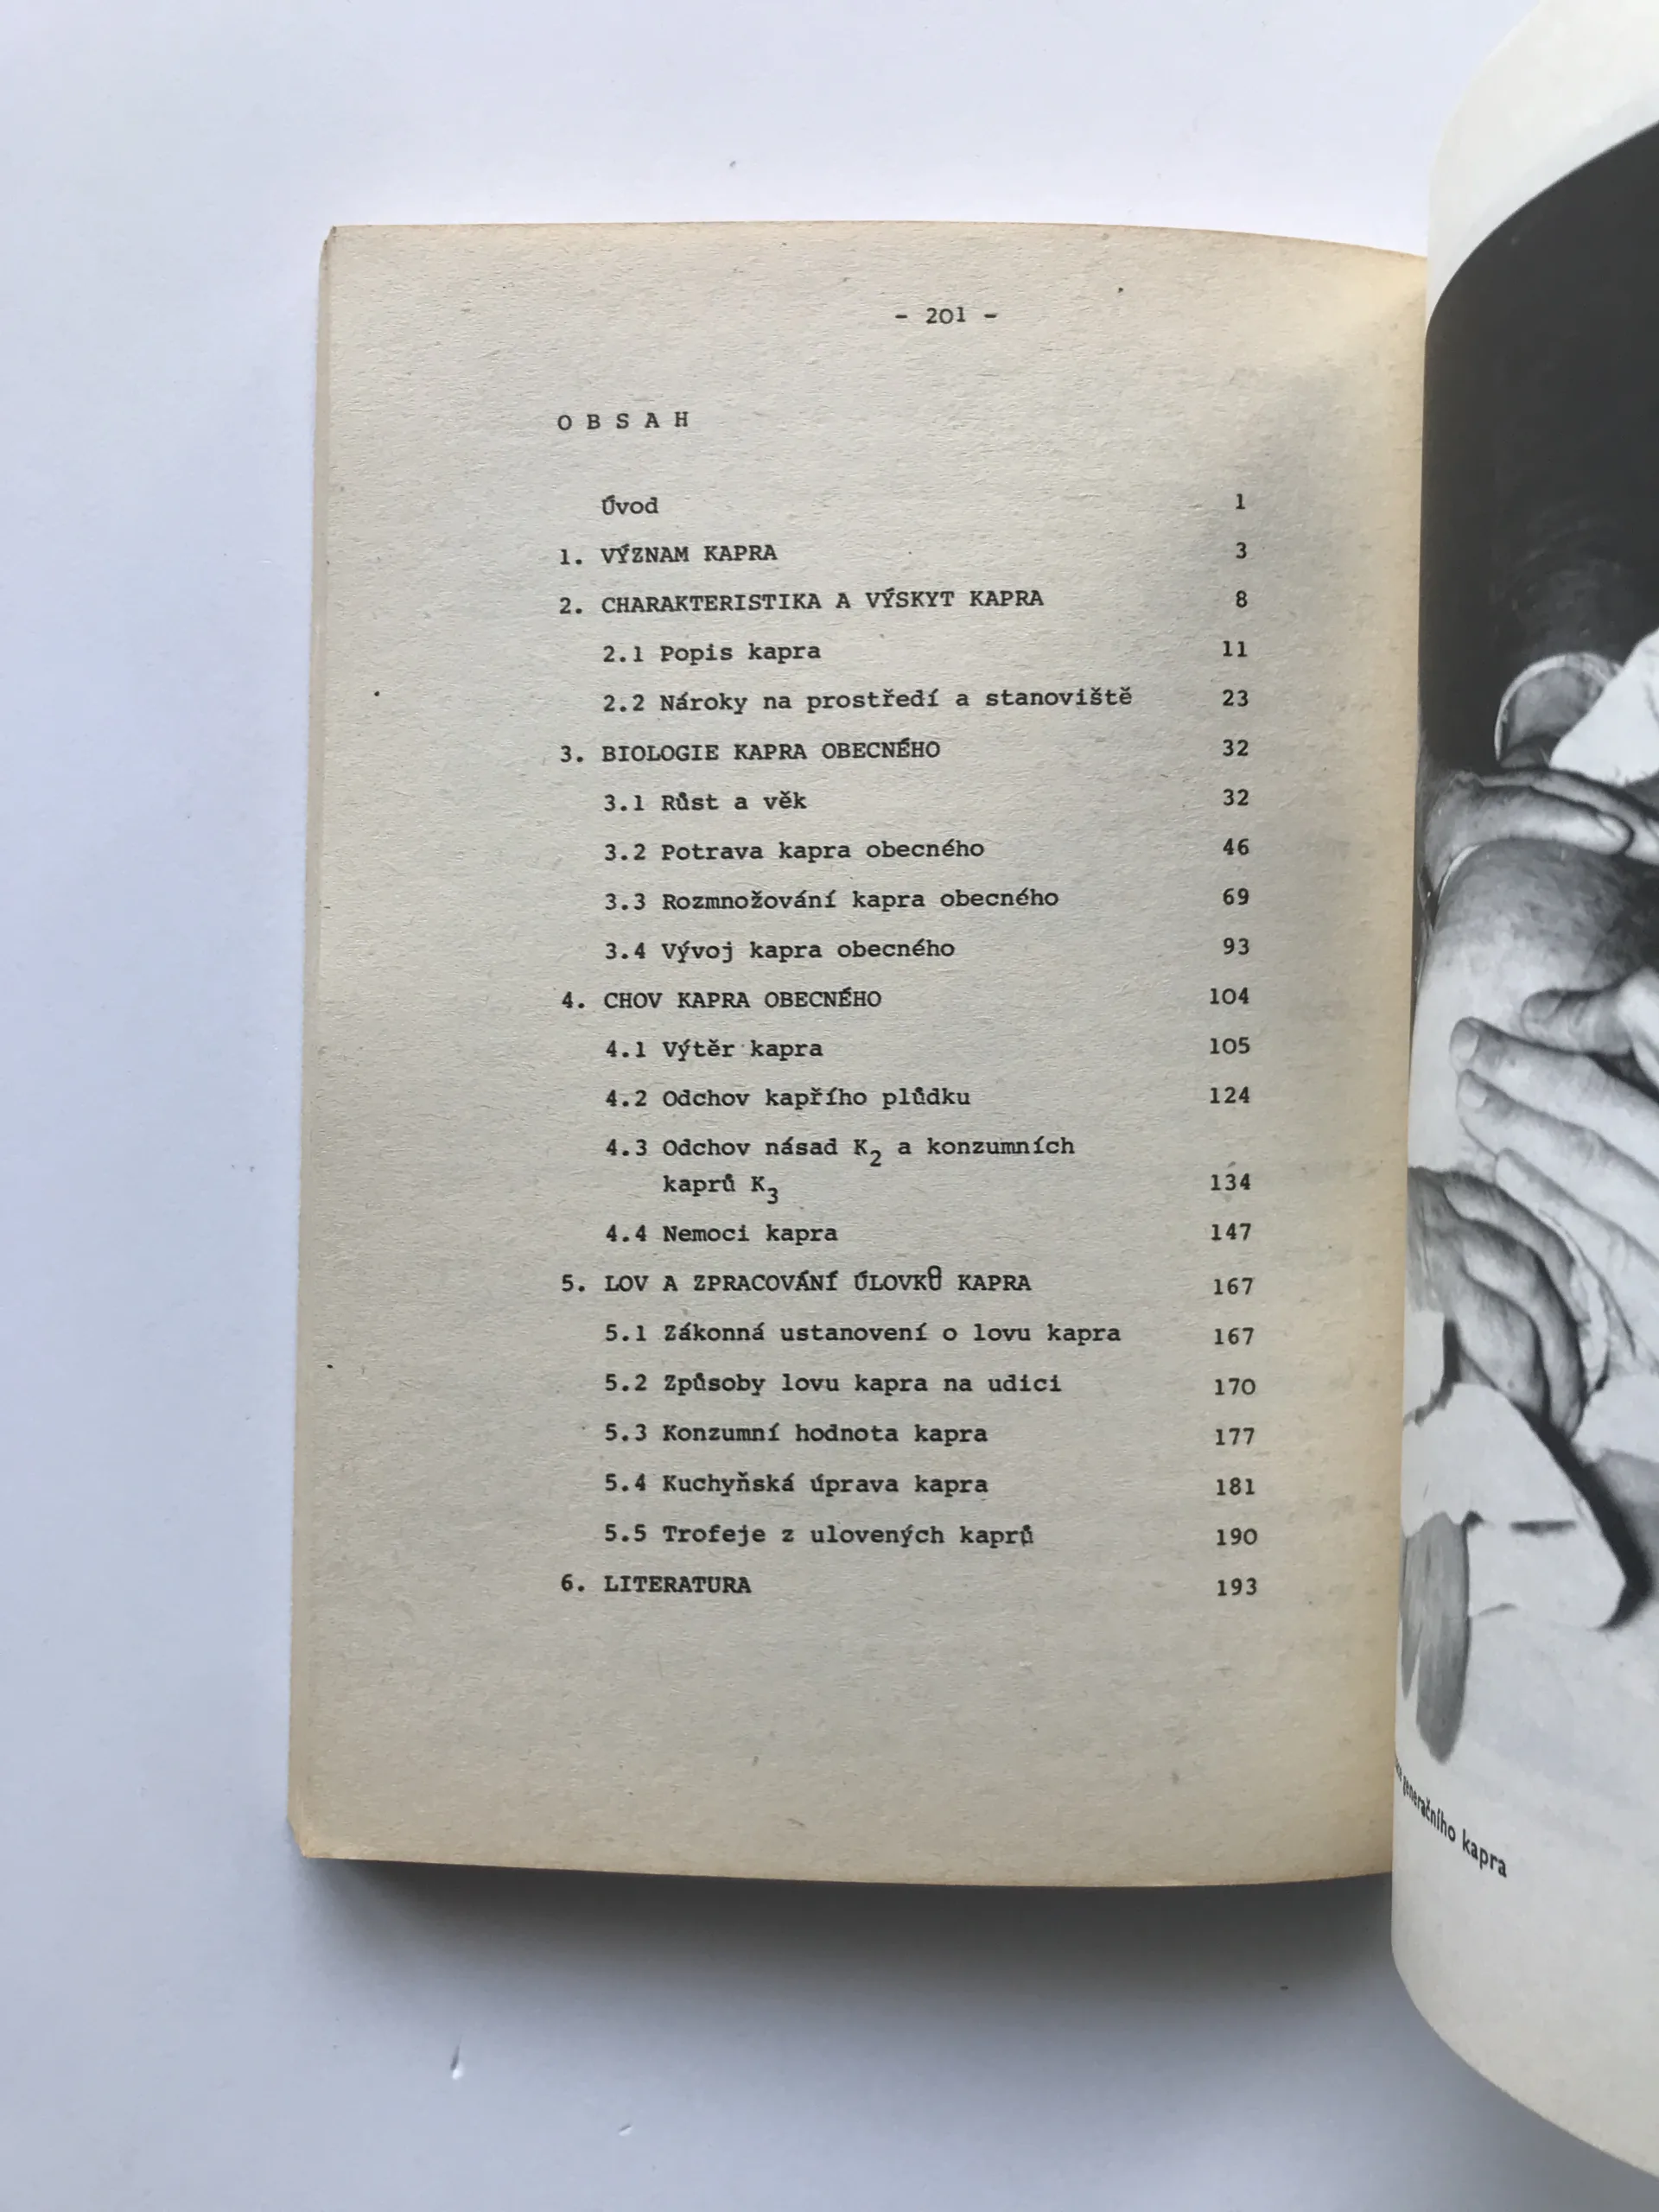 - 201 -
O B S A H
Úvod 1
1. VÝZNAM KAPRA 3
2. CHARAKTERISTIKA A VÝSKYT KAPRA 8
2.1 Popis kapra 11
2.2 Nároky na prostředí a stanoviště 23
3. BIOLOGIE KAPRA OBECNÉHO 32
3.1 Růst a věk 32
3.2 Potrava kapra obecného 46
3.3 Rozmnožování kapra obecného 69
3.4 Vývoj kapra obecného 93
4. CHOV KAPRA OBECNÉHO 104
4.1 Výtěr kapra 105
4.2 Odchov kapřího plůdku 124
4.3 Odchov násad K₂ a konzumních
kaprů K₃ 134
4.4 Nemoci kapra 147
5. LOV A ZPRACOVÁNÍ ÚLOVKŮ KAPRA 167
5.1 Zákonná ustanovení o lovu kapra 167
5.2 Způsoby lovu kapra na udici 170
5.3 Konzumní hodnota kapra 177
5.4 Kuchyňská úprava kapra 181
5.5 Trofeje z ulovených kaprů 190
6. LITERATURA 193
generačního kapra